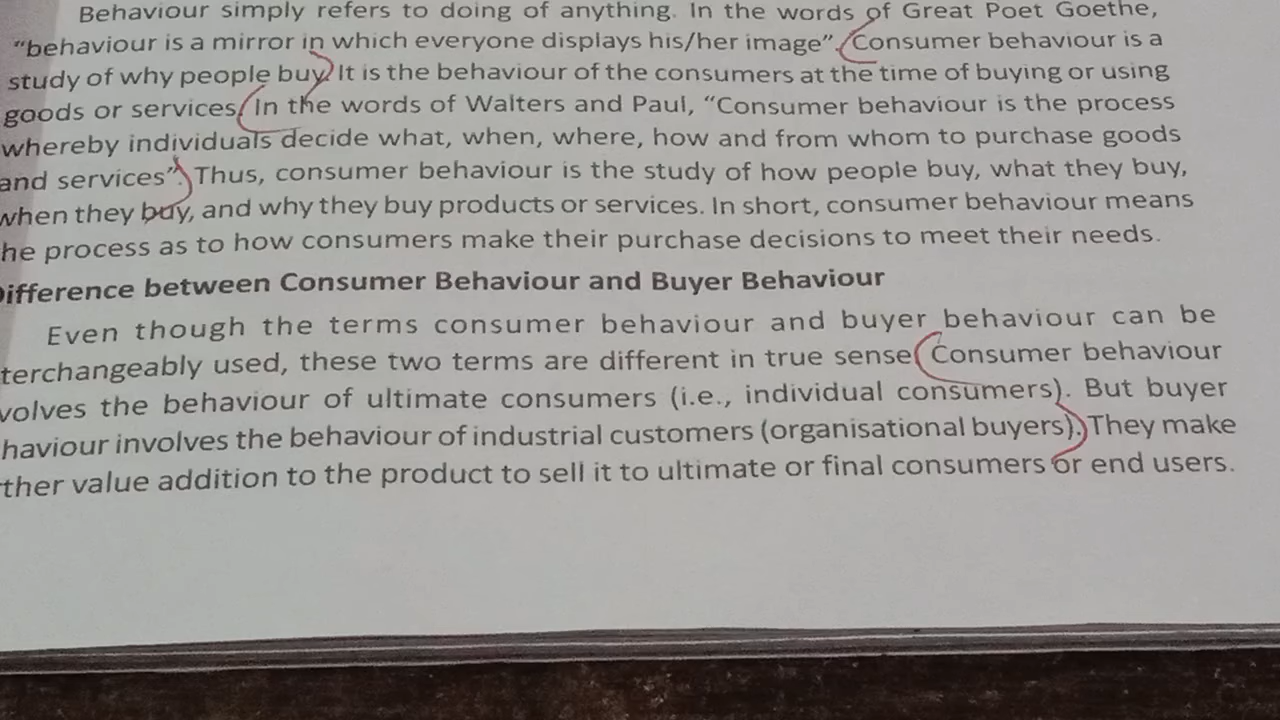 Behaviour simply refers to doing of anything. In the words of Great Poet Goethe,
"behaviour is a mirror in which everyone displays his/her image". Consumer behaviour is a
study of why people buy. It is the behaviour of the consumers at the time of buying or using
goods or services. In the words of Walters and Paul, "Consumer behaviour is the process
whereby individuals decide what, when, where, how and from whom to purchase goods
and services". Thus, consumer behaviour is the study of how people buy, what they buy,
when they buy, and why they buy products or services. In short, consumer behaviour means
he process as to how consumers make their purchase decisions to meet their needs.
ifference between Consumer Behaviour and Buyer Behaviour
Even though the terms consumer behaviour and buyer behaviour can be
terchangeably used, these two terms are different in true sense. Consumer behaviour
volves the behaviour of ultimate consumers (i.e., individual consumers). But buyer
haviour involves the behaviour of industrial customers (organisational buyers). They make
ther value addition to the product to sell it to ultimate or final consumers or end users.